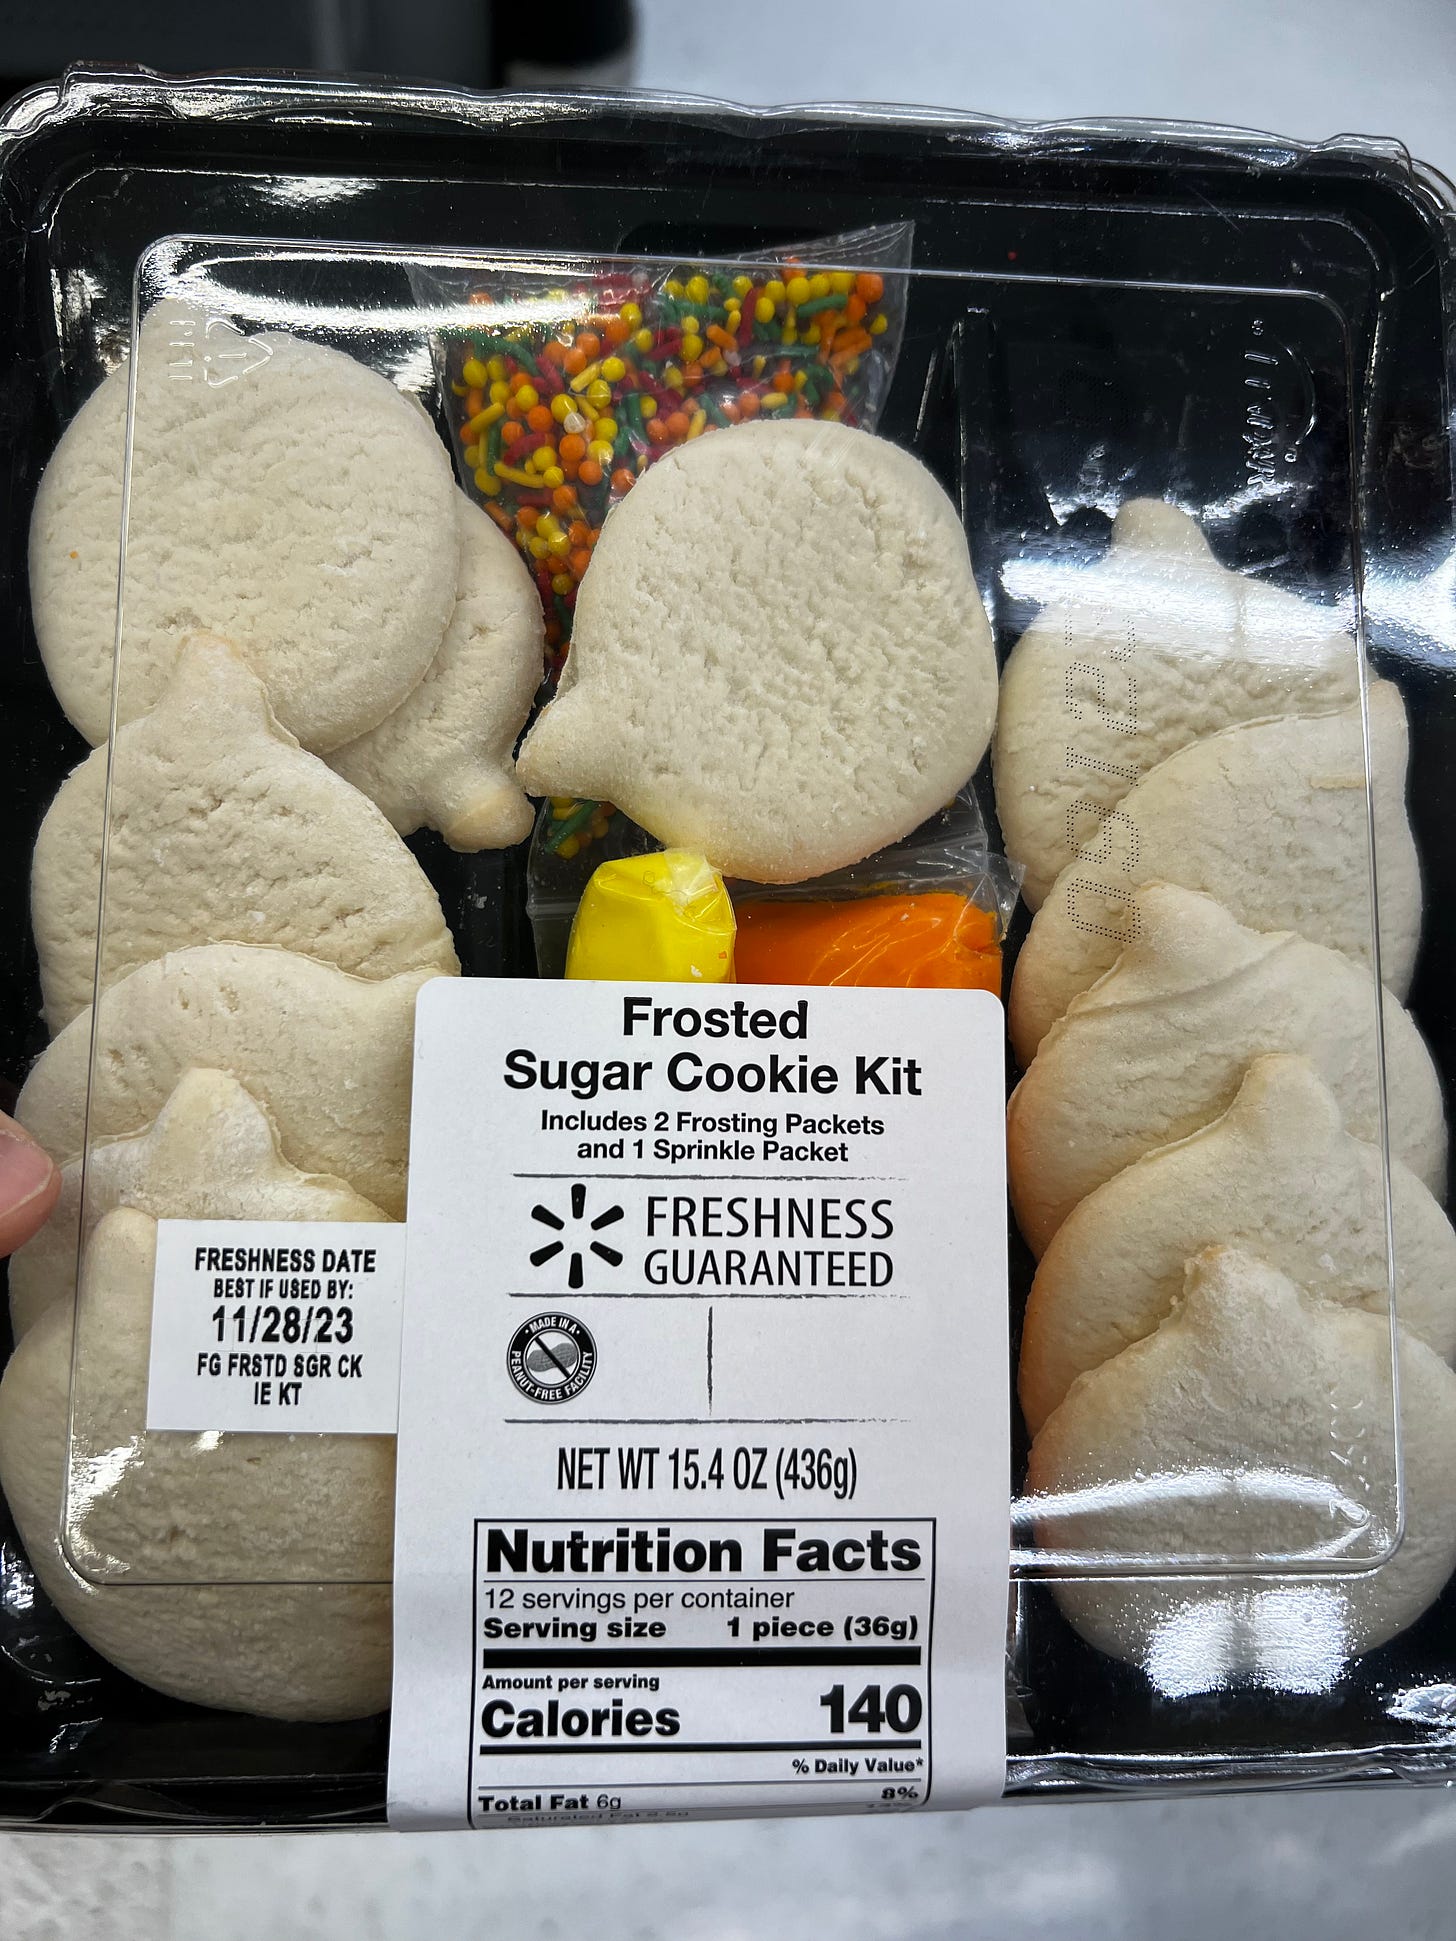 Frosted
Sugar Cookie Kit
Includes 2 Frosting Packets
and 1 Sprinkle Packet
FRESHNESS
GUARANTEED
MADE IN A
PEANUT-FREE FACILITY
NET WT 15.4 OZ (436g)
Nutrition Facts
12 servings per container
Serving size 1 piece (36g)
Amount per serving
Calories 140
% Daily Value*
Total Fat 6g 8%
FRESHNESS DATE
BEST IF USED BY:
11/28/23
FG FRSTD SGR CK
IE KT